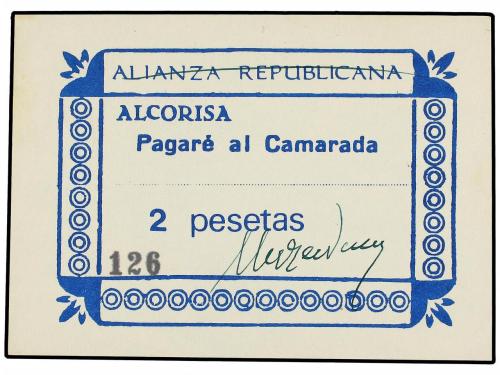 ALIANZA REPUBLICANA
ALCORISA
Pagaré al Camarada
2 pesetas
126